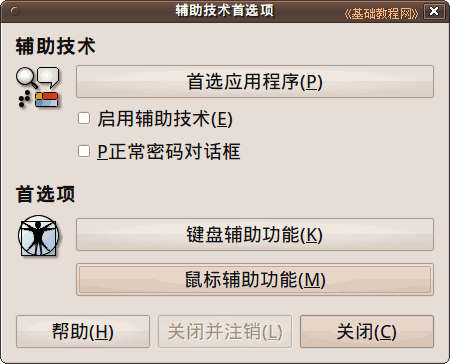 辅助技术首选项
《基础教程网》
辅助技术
首选应用程序(P)
启用辅助技术(E)
P正常密码对话框
首选项
键盘辅助功能(K)
鼠标辅助功能(M)
帮助(H) 关闭并注销(L) 关闭(C)